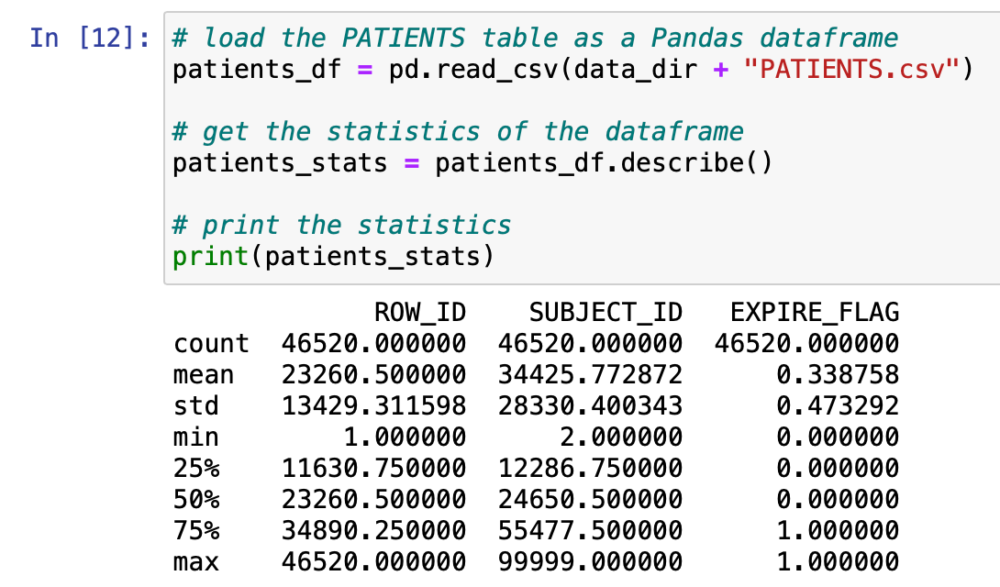 In [12]: # load the PATIENTS table as a Pandas dataframe
patients_df = pd.read_csv(data_dir + "PATIENTS.csv")
# get the statistics of the dataframe
patients_stats = patients_df.describe()
# print the statistics
print(patients_stats)
ROW_ID SUBJECT_ID EXPIRE_FLAG
count 46520.000000 46520.000000 46520.000000
mean 23260.500000 34425.772872 0.338758
std 13429.311598 28330.400343 0.473292
min 1.000000 2.000000 0.000000
25% 11630.750000 12286.750000 0.000000
50% 23260.500000 24650.500000 0.000000
75% 34890.250000 55477.500000 1.000000
max 46520.000000 99999.000000 1.000000